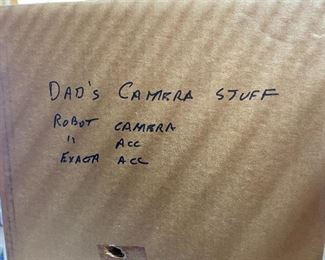 DAD'S CAMERA STUFF
ROBOT CAMERA
" ACC
EXACTA ACC